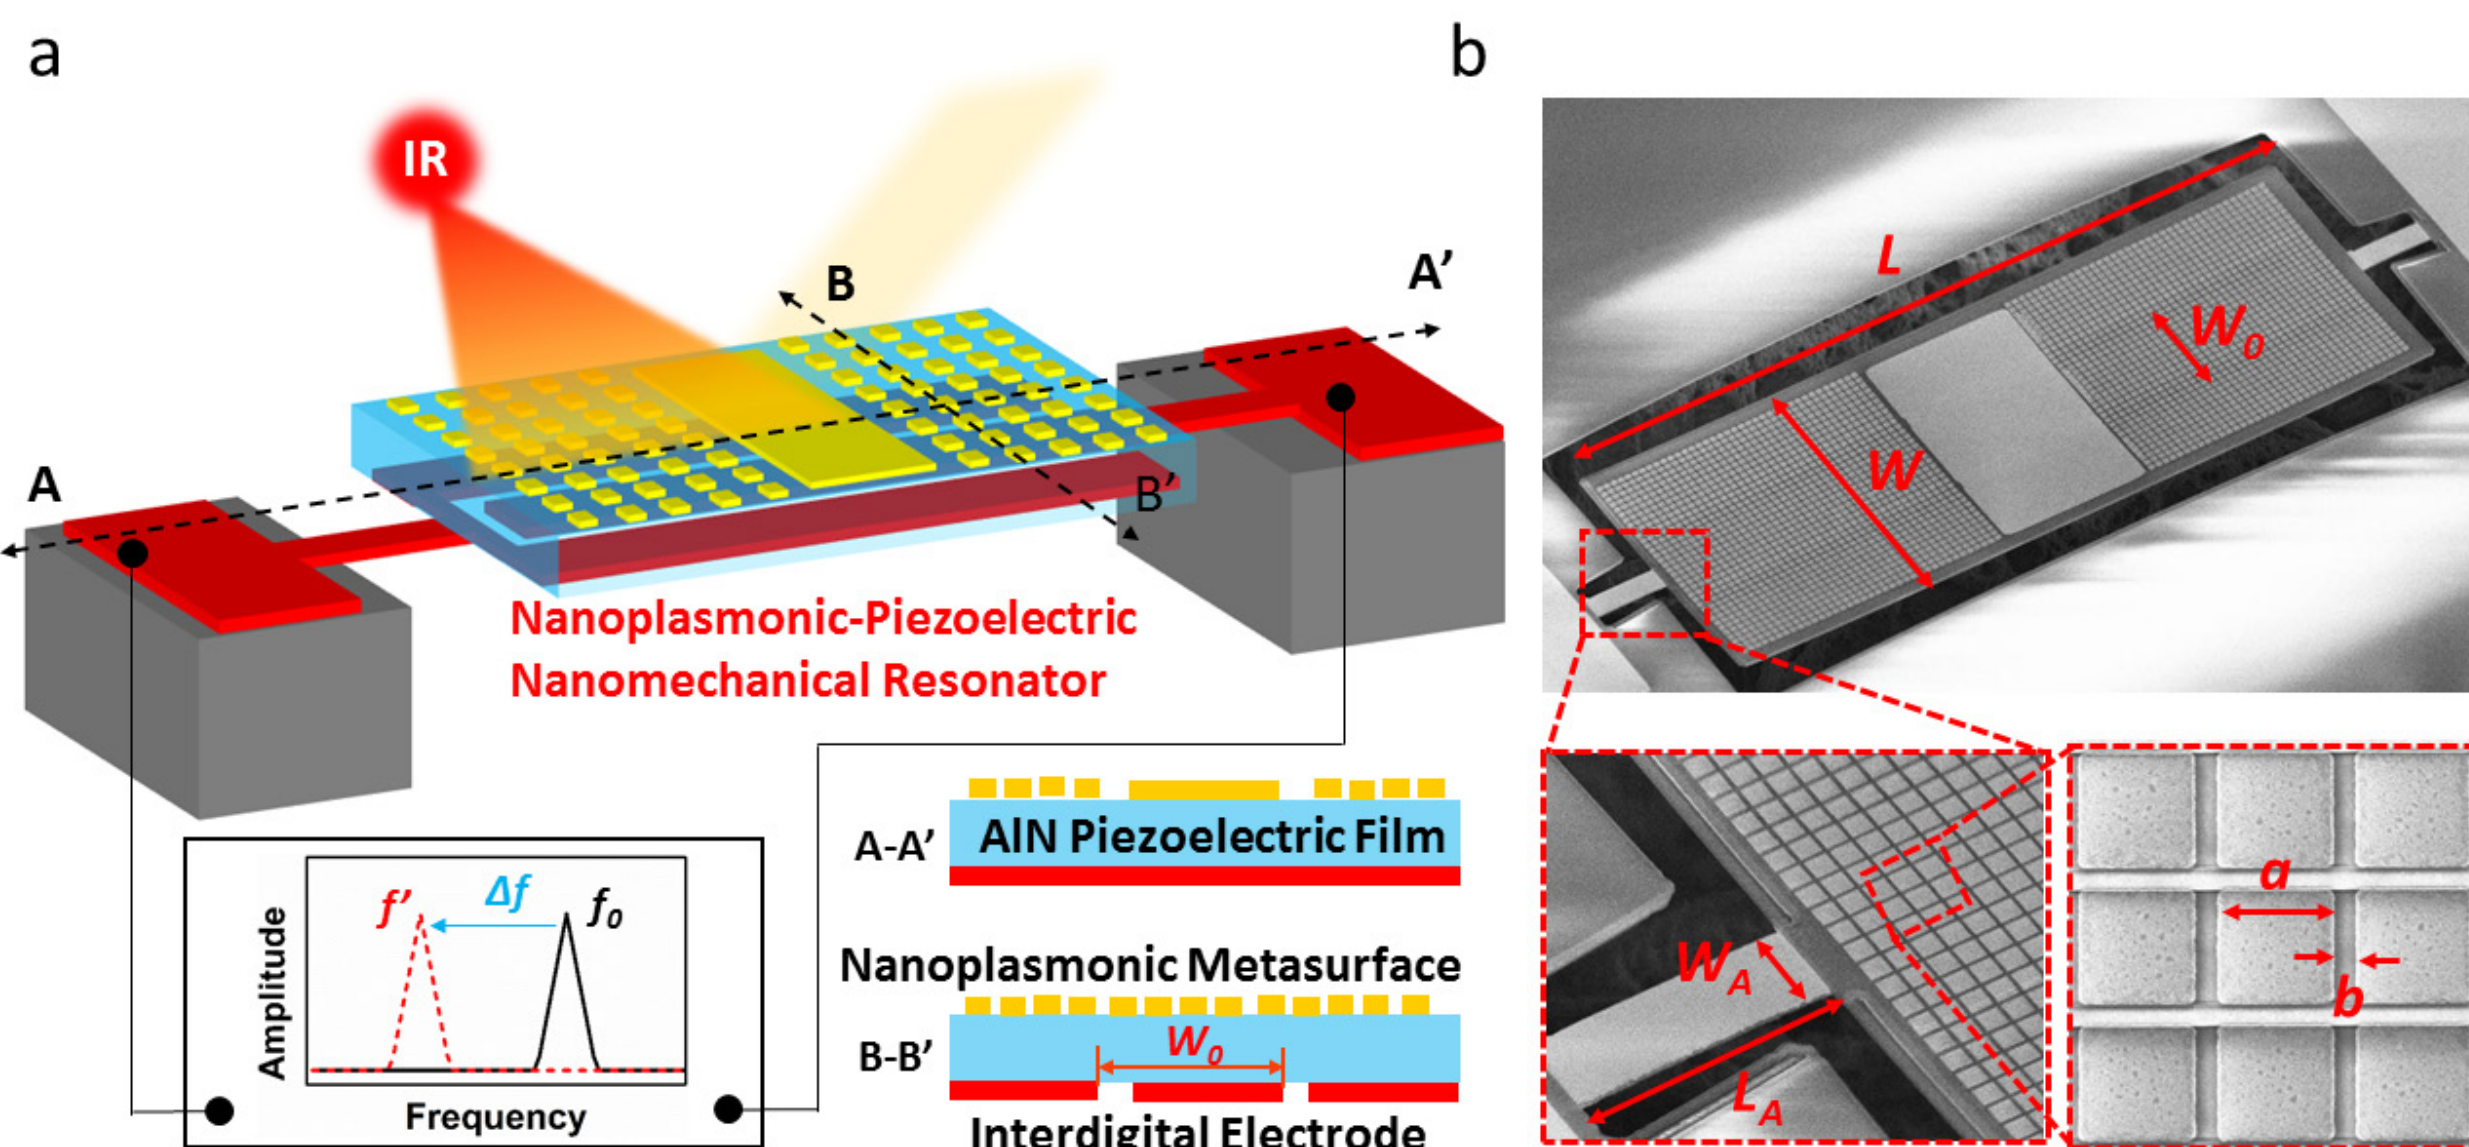 a
IR
B
A’
A
B’
Nanoplasmonic-Piezoelectric
Nanomechanical Resonator
f’
Δf
f0
Amplitude
Frequency
A-A’
AlN Piezoelectric Film
Nanoplasmonic Metasurface
B-B’
W0
Interdigital Electrode
b
L
W0
W
WA
LA
a
b